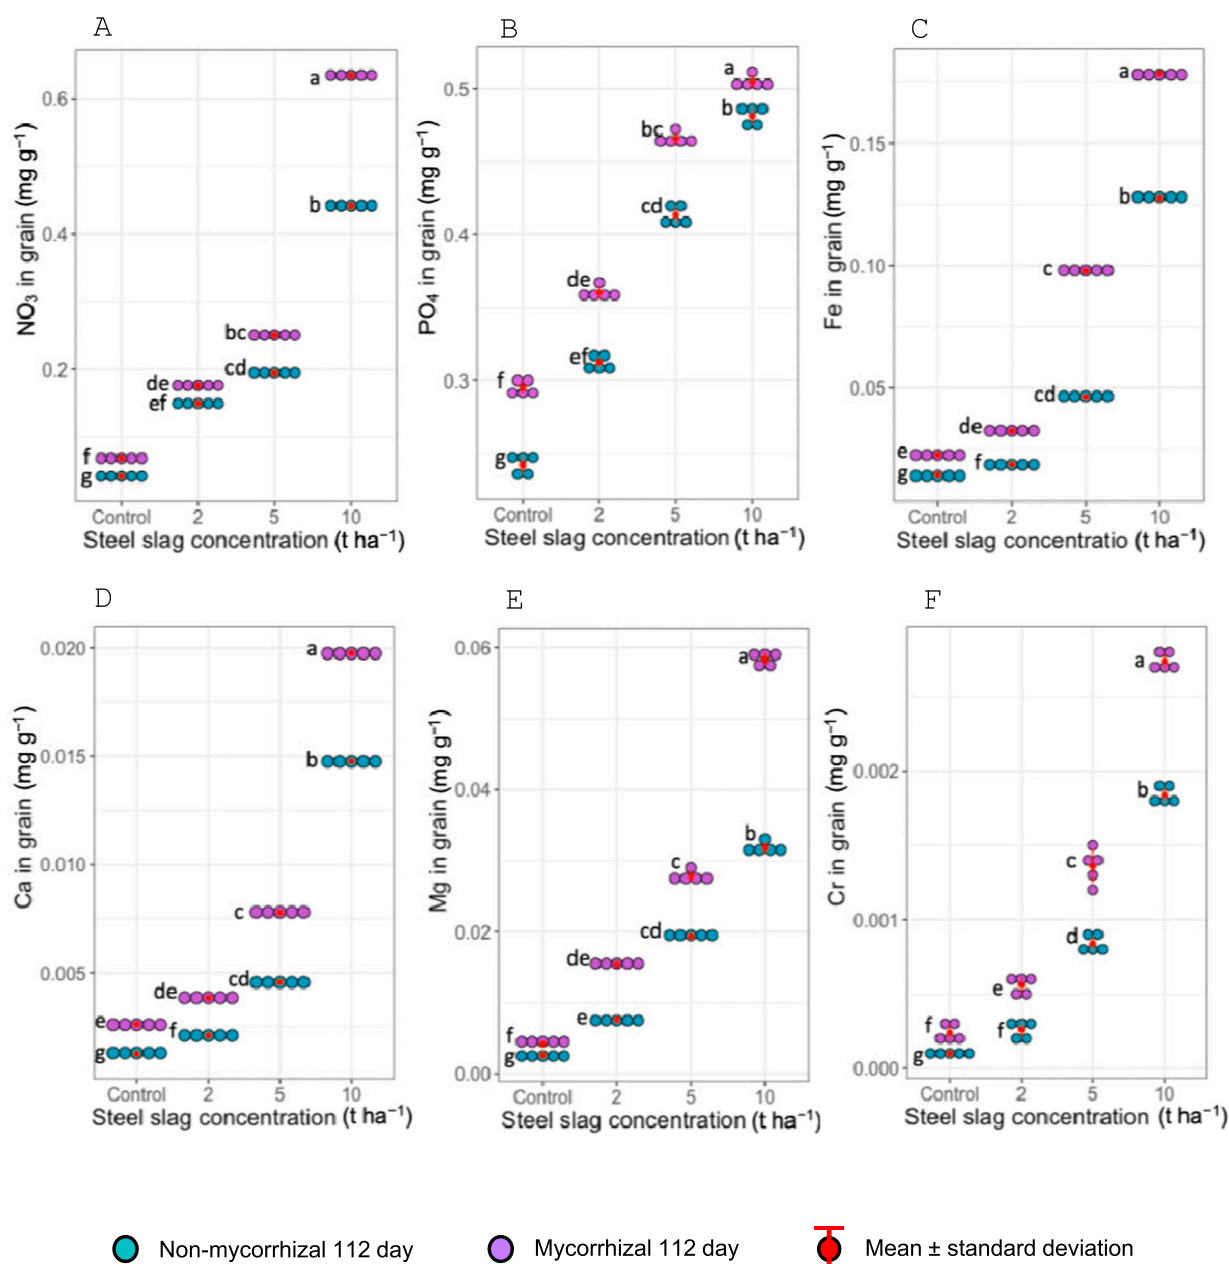 A
NO₃ in grain (mg g⁻¹)
0.6
0.4
0.2
a
b
bc
cd
de
ef
f
g
Control 2 5 10
Steel slag concentration (t ha⁻¹)
B
PO₄ in grain (mg g⁻¹)
0.5
0.4
0.3
a
b
bc
cd
de
ef
f
g
Control 2 5 10
Steel slag concentration (t ha⁻¹)
C
Fe in grain (mg g⁻¹)
0.15
0.10
0.05
a
b
c
cd
de
f
e
g
Control 2 5 10
Steel slag concentratio (t ha⁻¹)
D
Ca in grain (mg g⁻¹)
0.020
0.015
0.010
0.005
a
b
c
cd
de
f
e
g
Control 2 5 10
Steel slag concentration (t ha⁻¹)
E
Mg in grain (mg g⁻¹)
0.06
0.04
0.02
0.00
a
b
c
cd
de
e
f
g
Control 2 5 10
Steel slag concentration (t ha⁻¹)
F
Cr in grain (mg g⁻¹)
0.002
0.001
0.000
a
b
c
d
e
f
f
g
Control 2 5 10
Steel slag concentration (t ha⁻¹)
Non-mycorrhizal 112 day
Mycorrhizal 112 day
Mean ± standard deviation